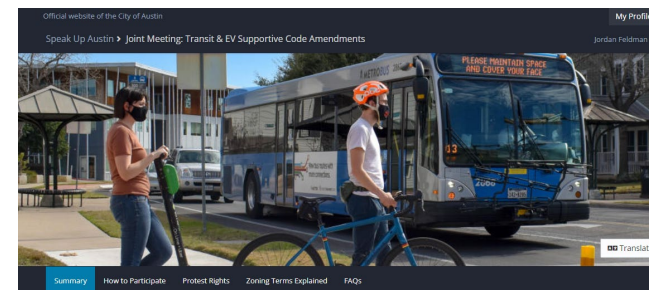 Official website of the City of Austin
My Profile
Speak Up Austin > Joint Meeting: Transit & EV Supportive Code Amendments
Jordan Feldman
METRORAPID
PLEASE MAINTAIN SPACE
AND COVER YOUR FACE
2066
Translat
Summary How to Participate Protest Rights Zoning Terms Explained FAQs